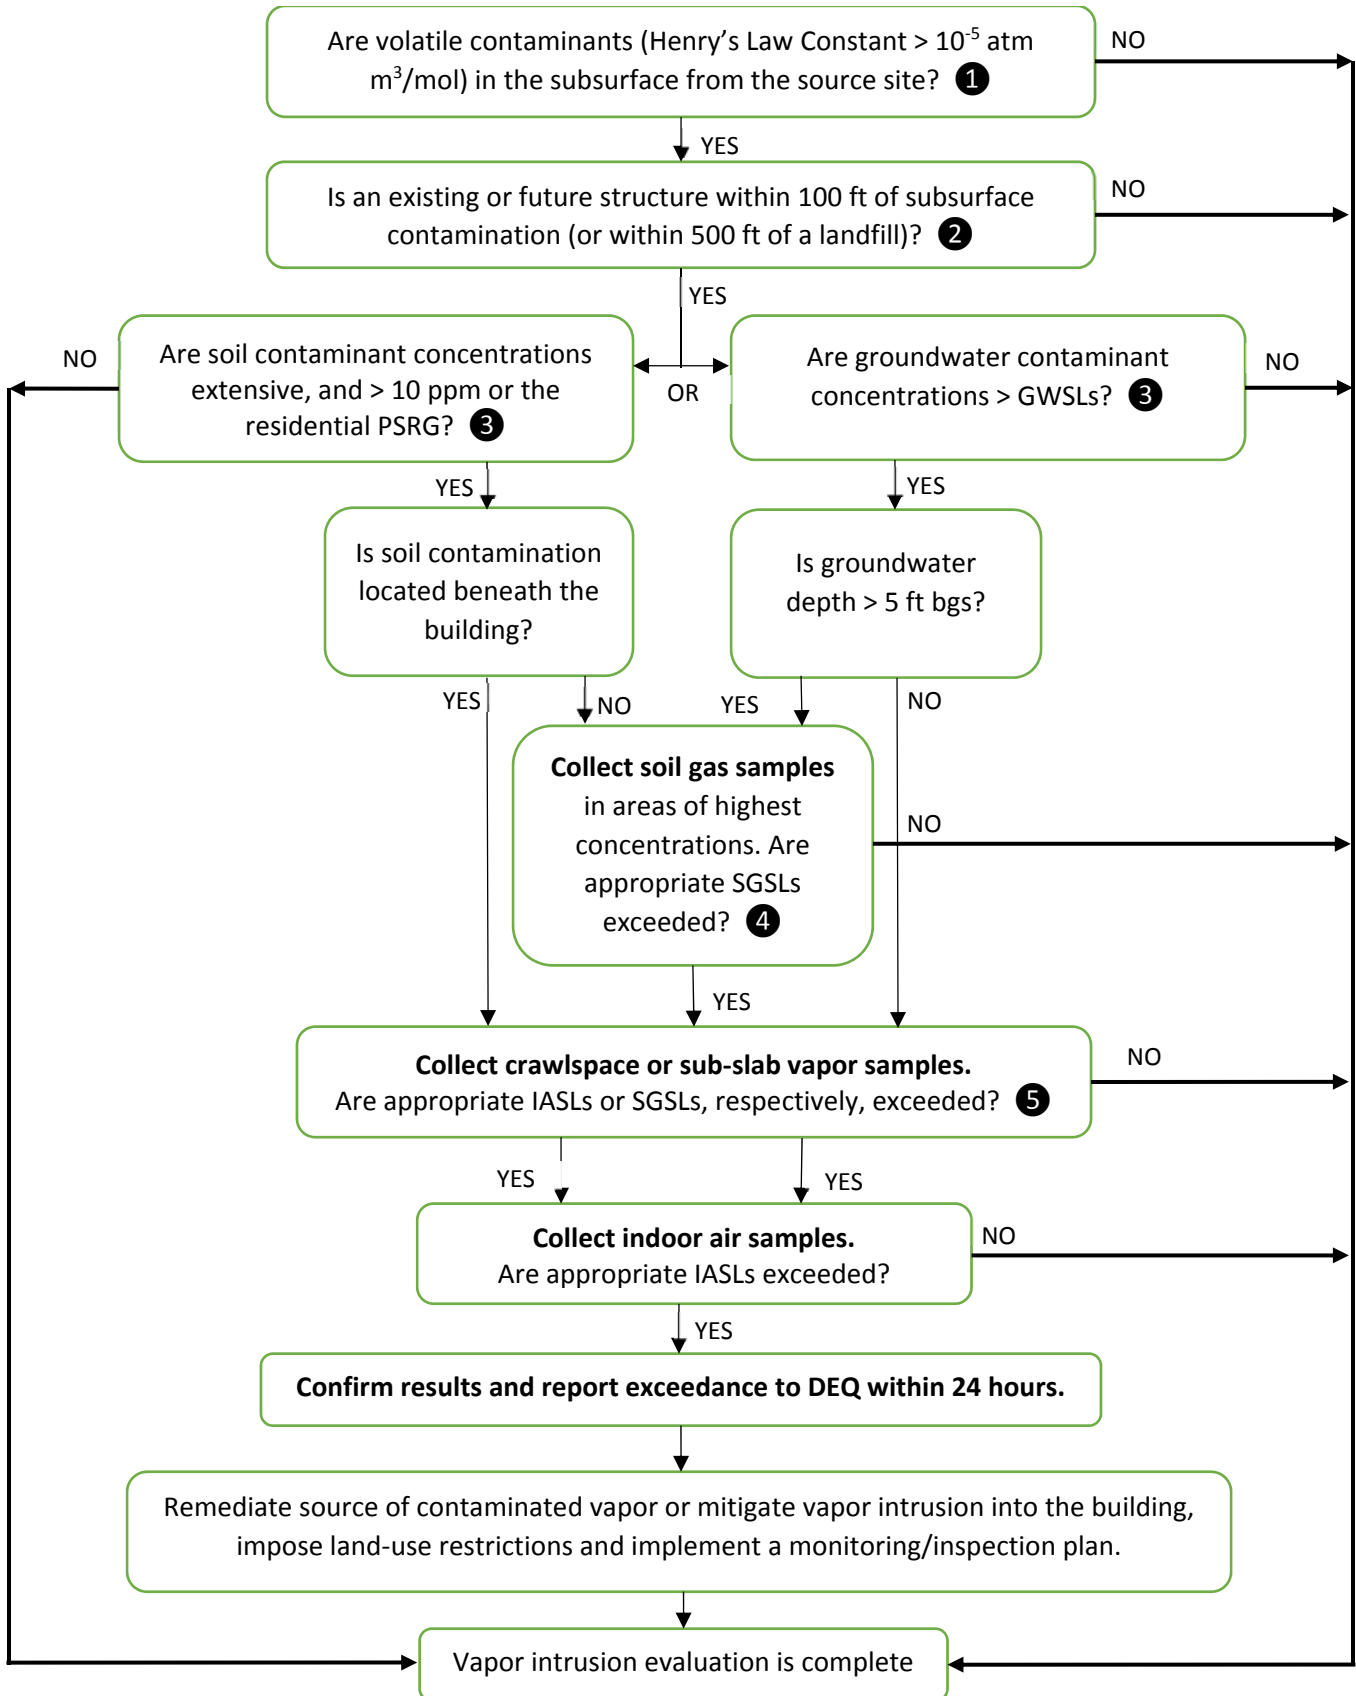 Are volatile contaminants (Henry's Law Constant > 10⁻⁵ atm
m³/mol) in the subsurface from the source site? ❶
NO
YES
Is an existing or future structure within 100 ft of subsurface
contamination (or within 500 ft of a landfill)? ❷
NO
YES
NO
Are soil contaminant concentrations
extensive, and > 10 ppm or the
residential PSRG? ❸
OR
Are groundwater contaminant
concentrations > GWSLs? ❸
NO
YES
YES
Is soil contamination
located beneath the
building?
Is groundwater
depth > 5 ft bgs?
YES
NO
YES
NO
Collect soil gas samples
in areas of highest
concentrations. Are
appropriate SGSLs
exceeded? ❹
NO
YES
Collect crawlspace or sub-slab vapor samples.
Are appropriate IASLs or SGSLs, respectively, exceeded? ❺
NO
YES
YES
Collect indoor air samples.
Are appropriate IASLs exceeded?
NO
YES
Confirm results and report exceedance to DEQ within 24 hours.
Remediate source of contaminated vapor or mitigate vapor intrusion into the building,
impose land-use restrictions and implement a monitoring/inspection plan.
Vapor intrusion evaluation is complete